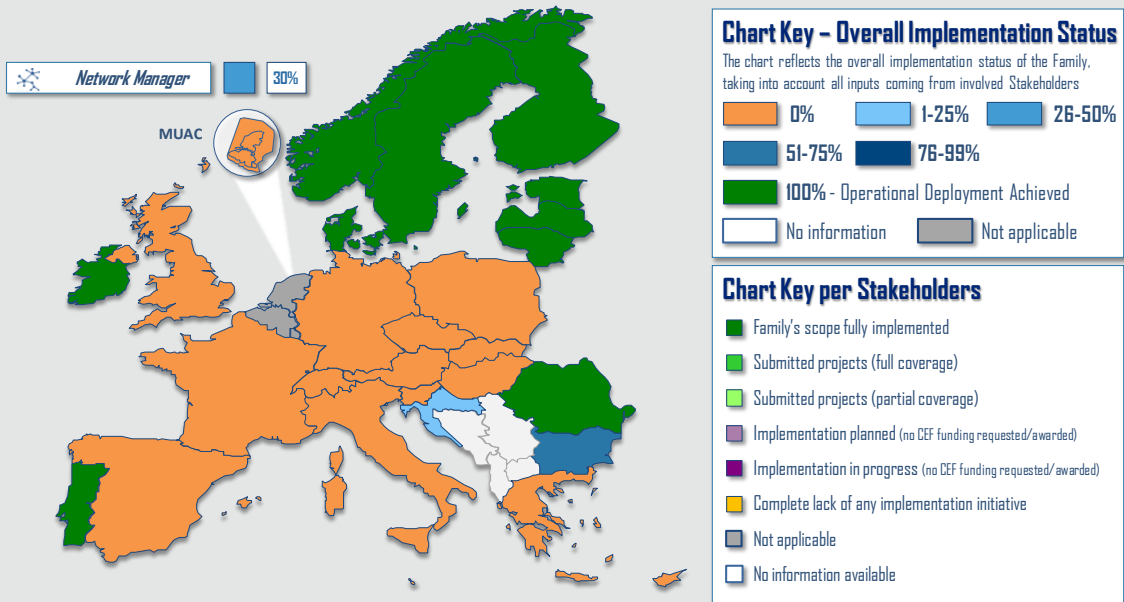 Network Manager 30%
MUAC
Chart Key – Overall Implementation Status
The chart reflects the overall implementation status of the Family,
taking into account all inputs coming from involved Stakeholders
0% 1-25% 26-50%
51-75% 76-99%
100% - Operational Deployment Achieved
No information Not applicable
Chart Key per Stakeholders
Family's scope fully implemented
Submitted projects (full coverage)
Submitted projects (partial coverage)
Implementation planned (no CEF funding requested/awarded)
Implementation in progress (no CEF funding requested/awarded)
Complete lack of any implementation initiative
Not applicable
No information available